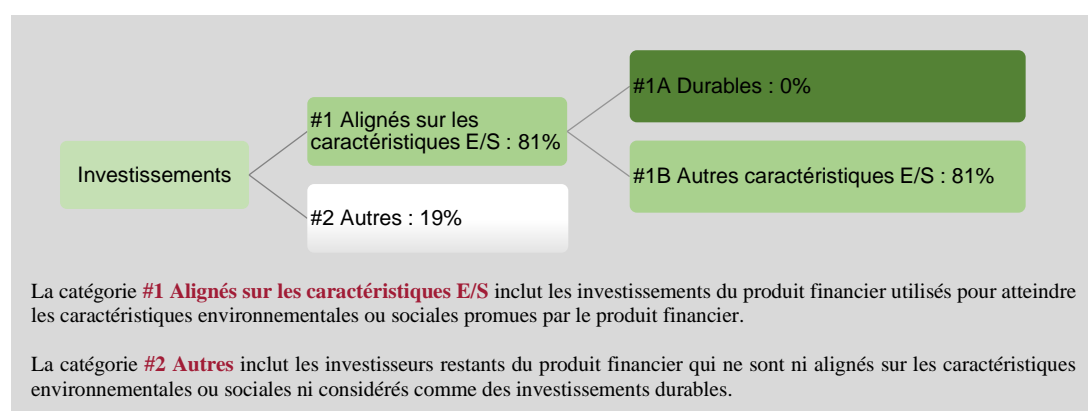 #1A Durables : 0%
#1 Alignés sur les
caractéristiques E/S : 81%
Investissements
#1B Autres caractéristiques E/S : 81%
#2 Autres : 19%
La catégorie #1 Alignés sur les caractéristiques E/S inclut les investissements du produit financier utilisés pour atteindre
les caractéristiques environnementales ou sociales promues par le produit financier.
La catégorie #2 Autres inclut les investisseurs restants du produit financier qui ne sont ni alignés sur les caractéristiques
environnementales ou sociales ni considérés comme des investissements durables.